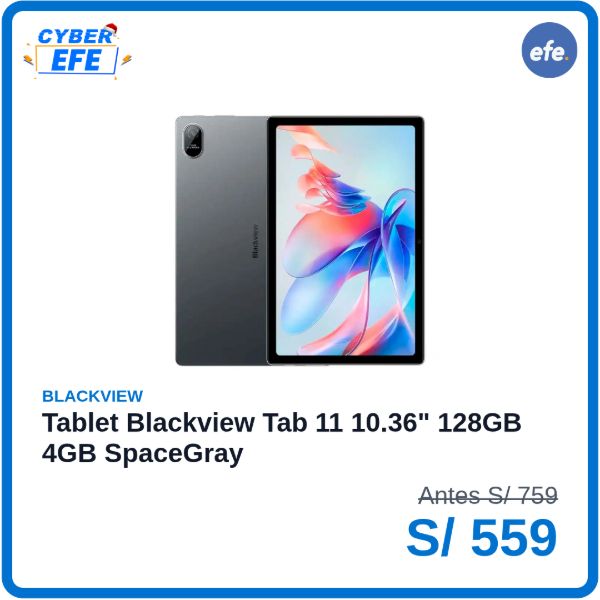 CYBER
EFE
efe.
Blackview
BLACKVIEW
Tablet Blackview Tab 11 10.36" 128GB
4GB SpaceGray
Antes S/ 759
S/ 559